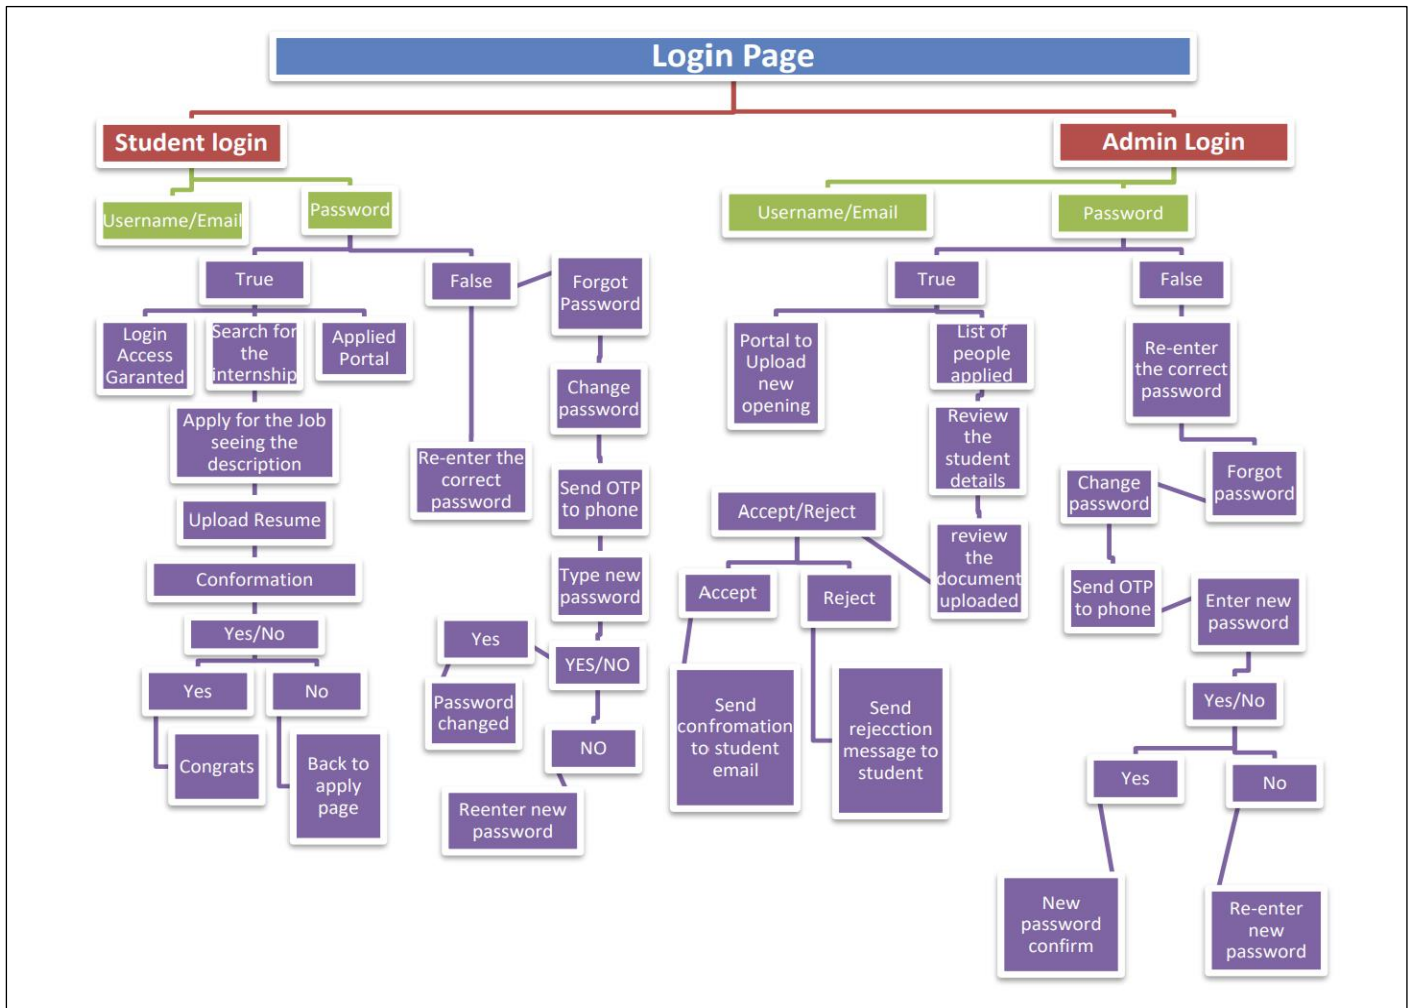 Login Page
Student login
Admin Login
Username/Email
Password
Username/Email
Password
True
False
Forgot
Password
True
False
Login
Access
Garanted
Search for
the
internship
Applied
Portal
Portal to
Upload
new
opening
List of
people
applied
Re-enter
the correct
password
Change
password
Apply for the Job
seeing the
description
Re-enter the
correct
password
Review
the
student
details
Forgot
password
Change
password
Send OTP
to phone
Upload Resume
Accept/Reject
review
the
document
uploaded
Conformation
Type new
password
Accept
Reject
Send OTP
to phone
Enter new
password
Yes/No
Yes
YES/NO
Yes
No
Password
changed
Send
confromation
to student
email
Send
rejecction
message to
student
Yes/No
NO
Congrats
Back to
apply
page
Yes
No
Reenter new
password
New
password
confirm
Re-enter
new
password